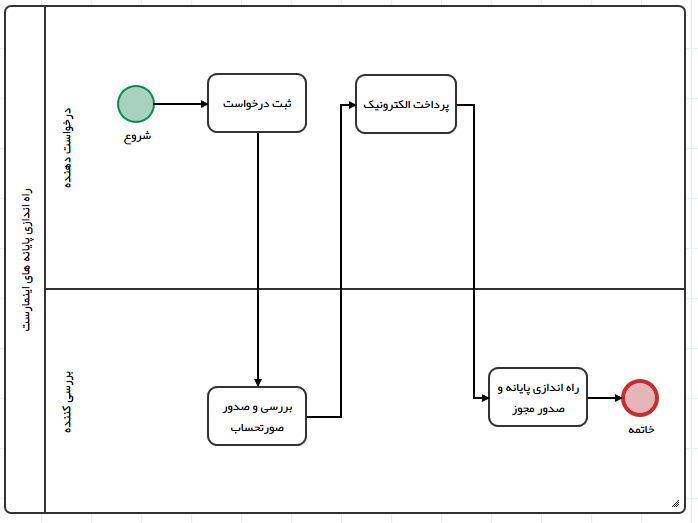 راه اندازی پایانه های اینمارست
درخواست دهنده
شروع
ثبت درخواست
پرداخت الکترونیک
بررسی کننده
بررسی و صدور
صورتحساب
راه اندازی پایانه و
صدور مجوز
خاتمه